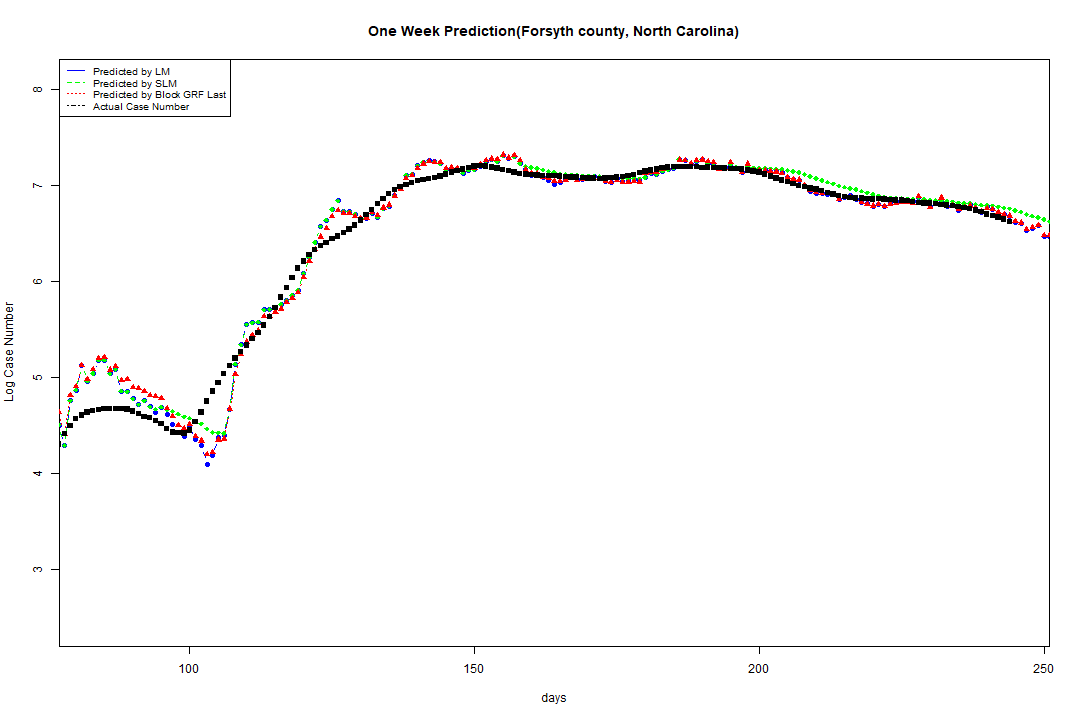 One Week Prediction(Forsyth county, North Carolina)
Predicted by LM
Predicted by SLM
Predicted by Block GRF Last
Actual Case Number
8
7
6
5
4
3
Log Case Number
100 150 200 250
days